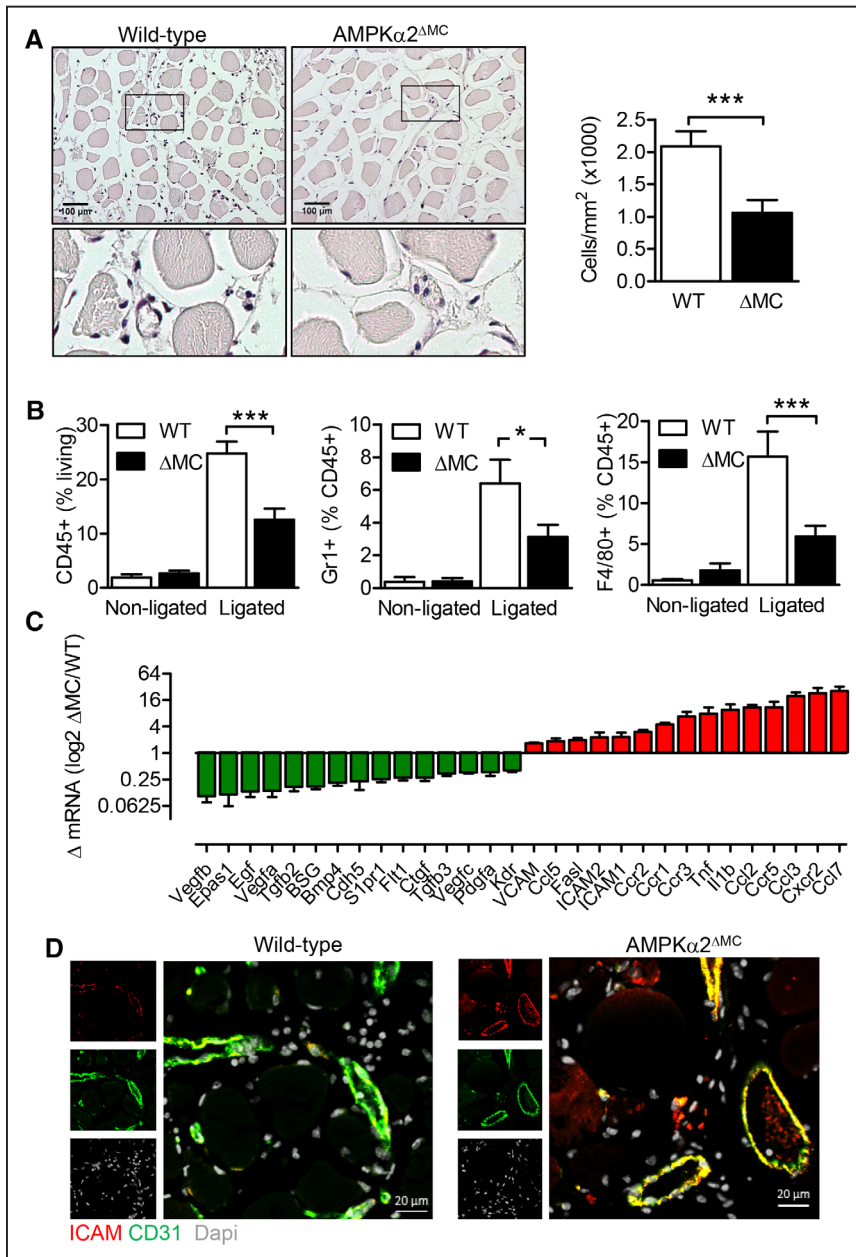 A
Wild-type
AMPKα2ΔMC
100 µm
100 µm
***
Cells/mm2 (x1000)
2.5
2.0
1.5
1.0
0.5
0.0
WT
ΔMC
B
CD45+ (% living)
30
20
10
0
WT
ΔMC
***
Non-ligated
Ligated
Gr1+ (% CD45+)
10
8
6
4
2
0
WT
ΔMC
*
Non-ligated
Ligated
F4/80+ (% CD45+)
20
15
10
5
0
WT
ΔMC
***
Non-ligated
Ligated
C
Δ mRNA (log2 ΔMC/WT)
64
16
4
1
0.25
0.0625
Vegfb
Epas1
Egf
Vegfa
Tgfb2
BSG
Bmp4
Cdh5
S1pr1
Flt1
Ctgf
Tgfb3
Vegfc
Pdgfa
Kdr
VCAM
Ccl5
Fasl
ICAM2
ICAM1
Ccr2
Ccr1
Ccr3
Tnf
Il1b
Ccl2
Ccr5
Ccl3
Cxcr2
Ccl7
D
Wild-type
AMPKα2ΔMC
20 µm
20 µm
ICAM CD31 Dapi